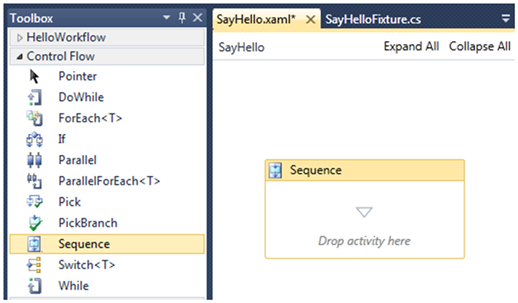 Toolbox
HelloWorkflow
Control Flow
Pointer
DoWhile
ForEach<T>
If
Parallel
ParallelForEach<T>
Pick
PickBranch
Sequence
Switch<T>
While
SayHello.xaml*
SayHelloFixture.cs
SayHello
Expand All
Collapse All
Sequence
Drop activity here